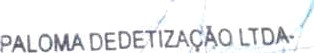 PALOMA DEDETIZAÇÃO LTDA-